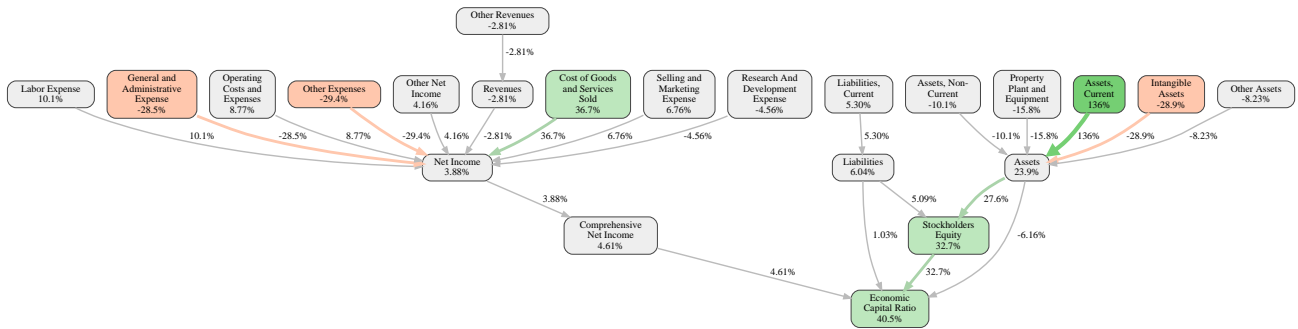 Other Revenues
-2.81%
-2.81%
Labor Expense
10.1%
General and
Administrative
Expense
-28.5%
Operating
Costs and
Expenses
8.77%
Other Expenses
-29.4%
Other Net
Income
4.16%
Revenues
-2.81%
Cost of Goods
and Services
Sold
36.7%
Selling and
Marketing
Expense
6.76%
Research And
Development
Expense
-4.56%
Liabilities,
Current
5.30%
Assets, Non-
Current
-10.1%
Property
Plant and
Equipment
-15.8%
Assets,
Current
136%
Intangible
Assets
-28.9%
Other Assets
-8.23%
10.1%
-28.5%
8.77%
-29.4%
4.16%
-2.81%
36.7%
6.76%
-4.56%
5.30%
-10.1%
-15.8%
136%
-28.9%
-8.23%
Net Income
3.88%
Liabilities
6.04%
Assets
23.9%
3.88%
5.09%
27.6%
Comprehensive
Net Income
4.61%
1.03%
Stockholders
Equity
32.7%
-6.16%
4.61%
32.7%
Economic
Capital Ratio
40.5%